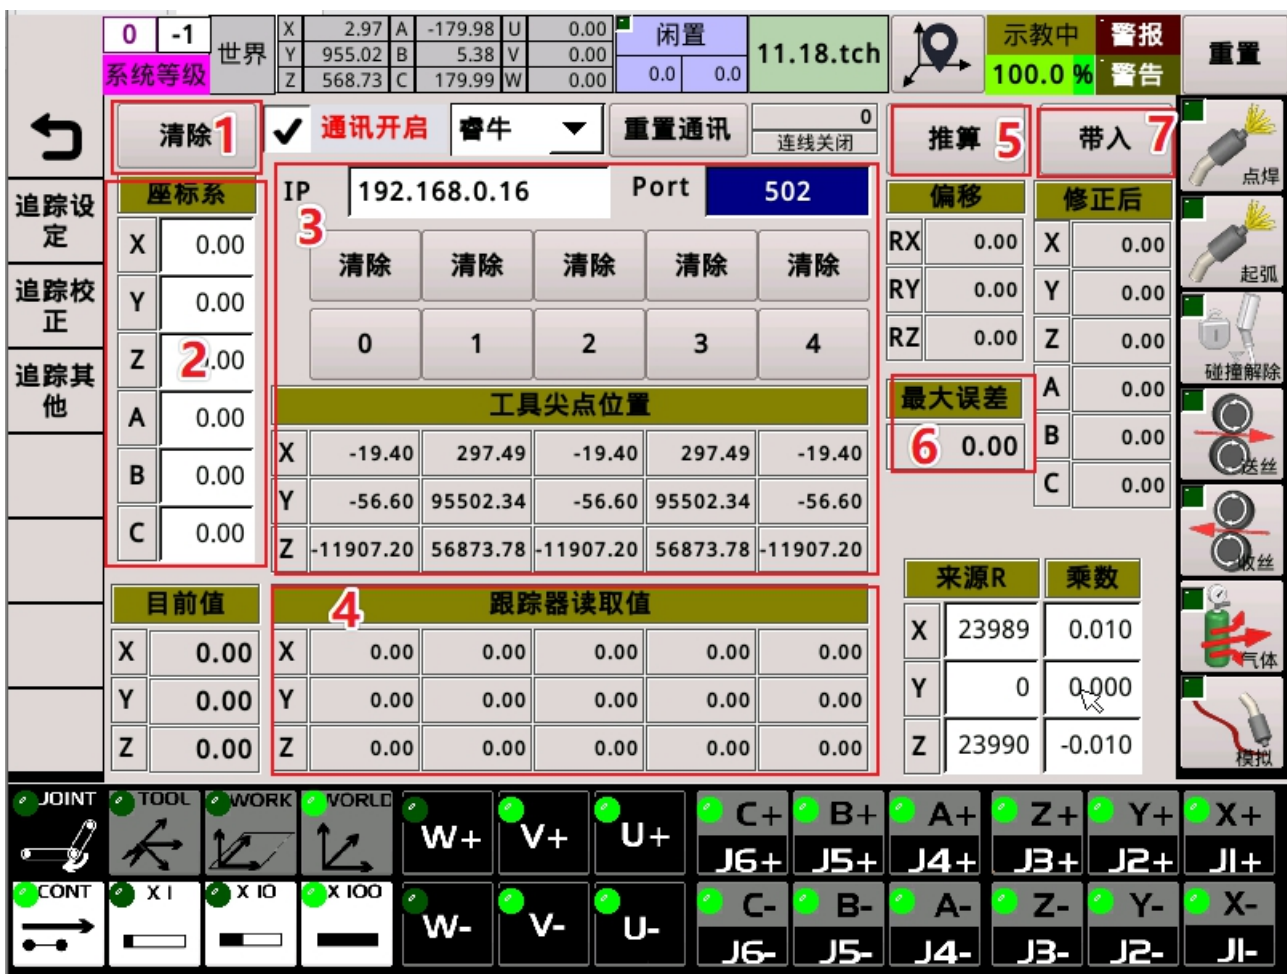 0 -1
系统等级
世界
X 2.97 A -179.98 U 0.00
Y 955.02 B 5.38 V 0.00
Z 568.73 C 179.99 W 0.00
闲置
0.0 0.0
11.18.tch
示教中 警报
100.0 % 警告
重置
清除 1
通讯开启
睿牛
重置通讯
0
连线关闭
推算 5
带入 7
点焊
追踪设定
追踪校正
追踪其他
座标系
X 0.00
Y 0.00
Z 2 .00
A 0.00
B 0.00
C 0.00
IP 192.168.0.16 Port 502
3
清除 清除 清除 清除 清除
0 1 2 3 4
工具尖点位置
X -19.40 297.49 -19.40 297.49 -19.40
Y -56.60 95502.34 -56.60 95502.34 -56.60
Z -11907.20 56873.78 -11907.20 56873.78 -11907.20
偏移
RX 0.00
RY 0.00
RZ 0.00
最大误差
6 0.00
修正后
X 0.00
Y 0.00
Z 0.00
A 0.00
B 0.00
C 0.00
起弧
碰撞解除
送丝
收丝
气体
模拟
目前值
X 0.00
Y 0.00
Z 0.00
4 跟踪器读取值
X 0.00 0.00 0.00 0.00 0.00
Y 0.00 0.00 0.00 0.00 0.00
Z 0.00 0.00 0.00 0.00 0.00
来源R 乘数
X 23989 0.010
Y 0 0.000
Z 23990 -0.010
JOINT TOOL WORK WORLD
W+ V+ U+
C+ B+ A+ Z+ Y+ X+
J6+ J5+ J4+ J3+ J2+ J1+
CONT X 1 X 10 X 100
W- V- U-
C- B- A- Z- Y- X-
J6- J5- J4- J3- J2- J1-